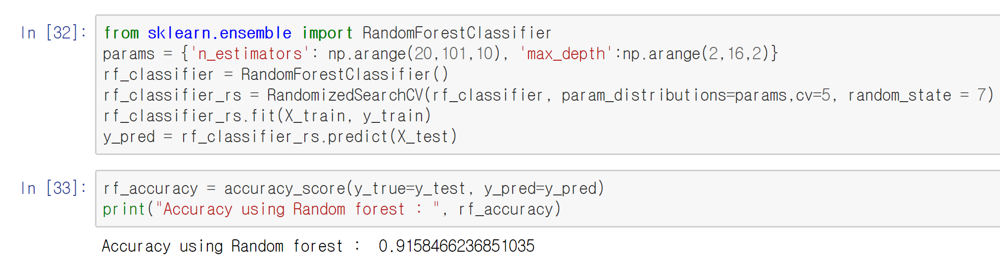 In [32]:
from sklearn.ensemble import RandomForestClassifier
params = {'n_estimators': np.arange(20,101,10), 'max_depth':np.arange(2,16,2)}
rf_classifier = RandomForestClassifier()
rf_classifier_rs = RandomizedSearchCV(rf_classifier, param_distributions=params,cv=5, random_state = 7)
rf_classifier_rs.fit(X_train, y_train)
y_pred = rf_classifier_rs.predict(X_test)
In [33]:
rf_accuracy = accuracy_score(y_true=y_test, y_pred=y_pred)
print("Accuracy using Random forest : ", rf_accuracy)
Accuracy using Random forest :  0.9158466236851035